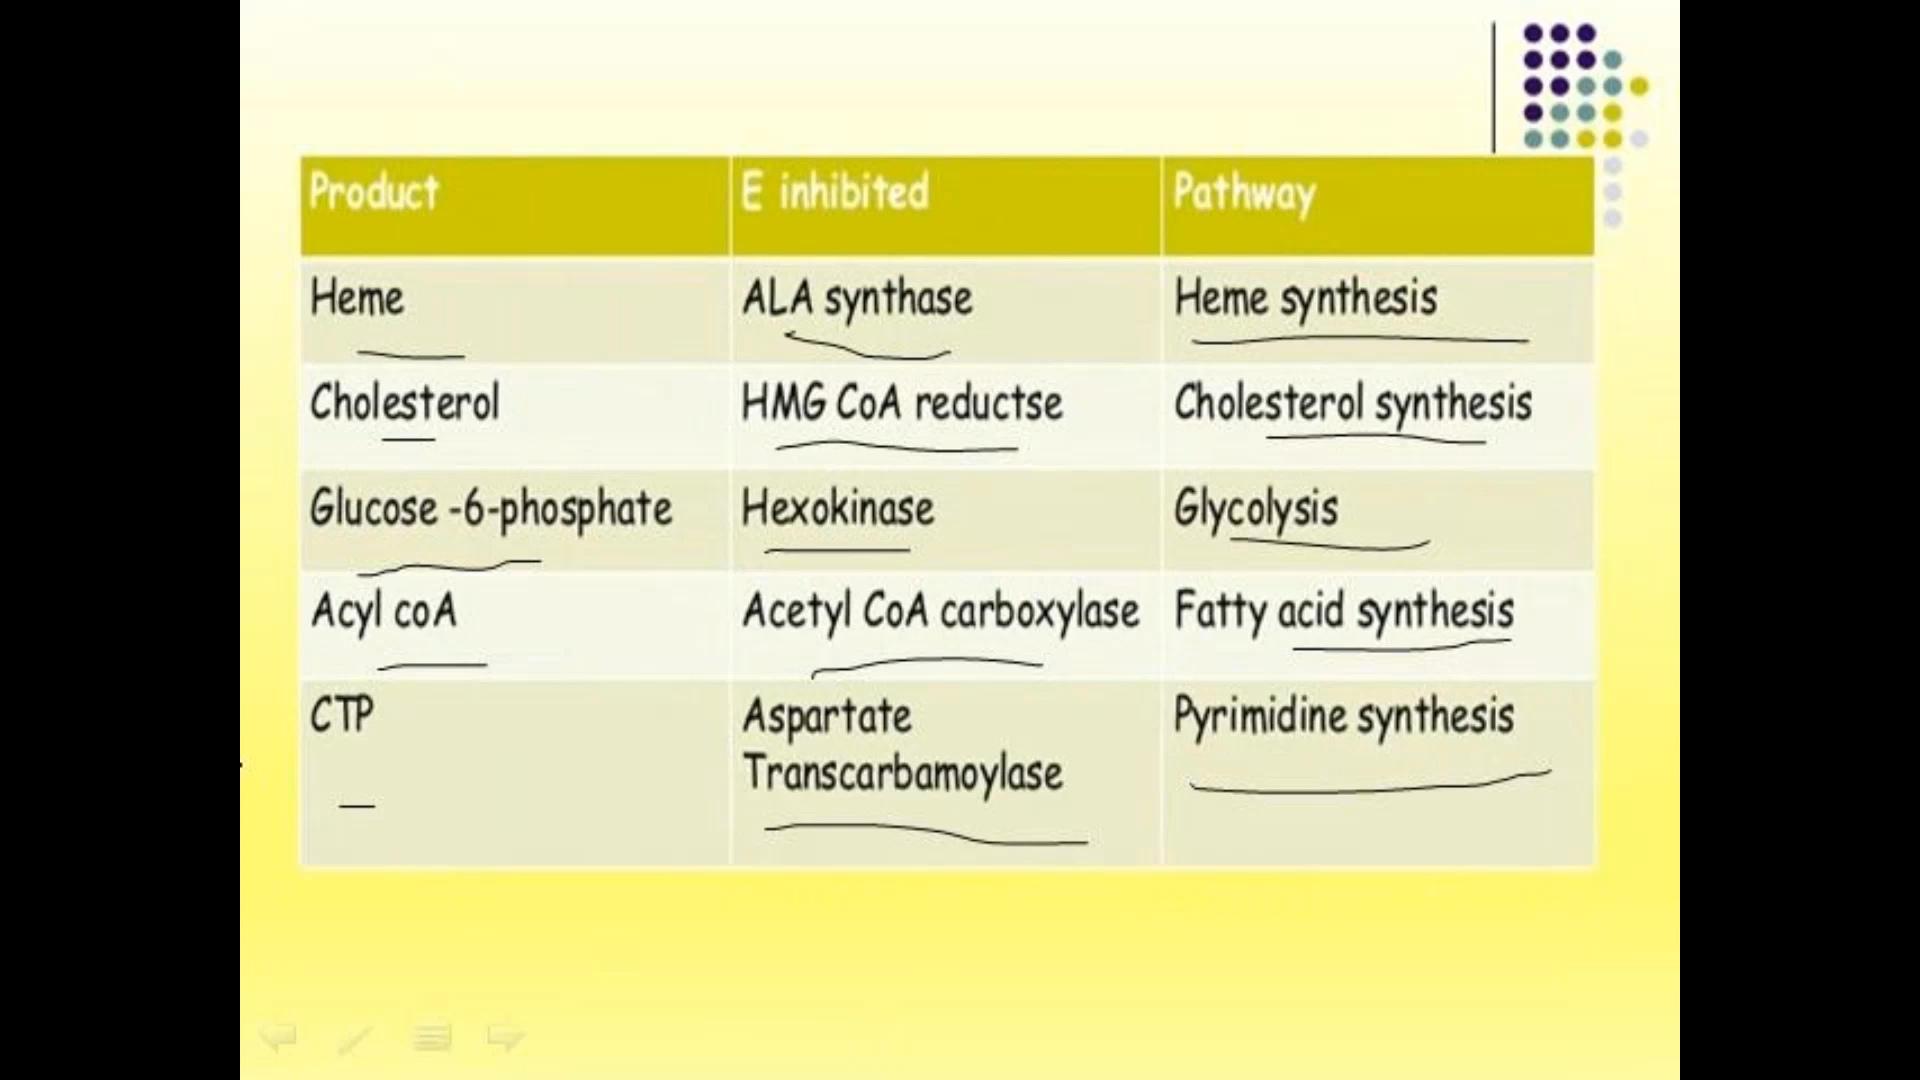 Product E inhibited Pathway
Heme ALA synthase Heme synthesis
Cholesterol HMG CoA reductse Cholesterol synthesis
Glucose -6-phosphate Hexokinase Glycolysis
Acyl coA Acetyl CoA carboxylase Fatty acid synthesis
CTP Aspartate Pyrimidine synthesis
Transcarbamoylase